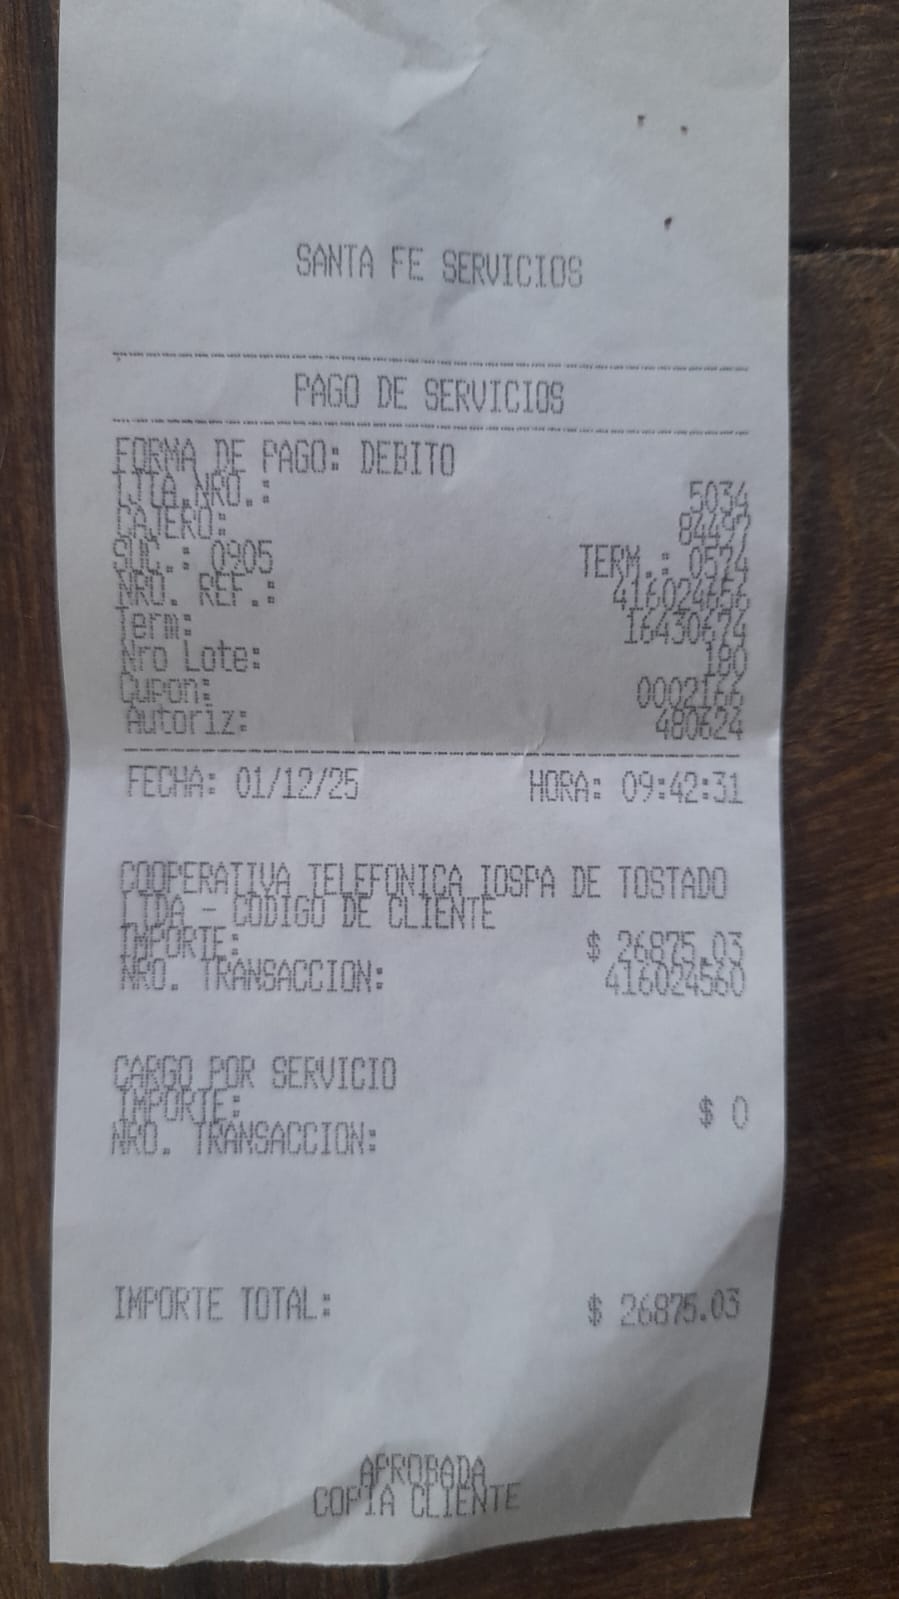 SANTA FE SERVICIOS
PAGO DE SERVICIOS
FORMA DE PAGO: DEBITO
NRO.: 5034
CAJERO: 84497
SUC.: 0905 TERM.: 0574
NRO. REF.: 416024656
Term: 16430674
Nro Lote: 180
Cupon: 0002166
Autoriz: 480624
FECHA: 01/12/25 HORA: 09:42:31
COOPERATIVA TELEFONICA IOSPA DE TOSTADO
LTDA - CODIGO DE CLIENTE
IMPORTE: $ 26875.03
NRO. TRANSACCION: 416024560
CARGO POR SERVICIO
IMPORTE: $ 0
NRO. TRANSACCION:
IMPORTE TOTAL: $ 26875.03
APROBADA
COPIA CLIENTE